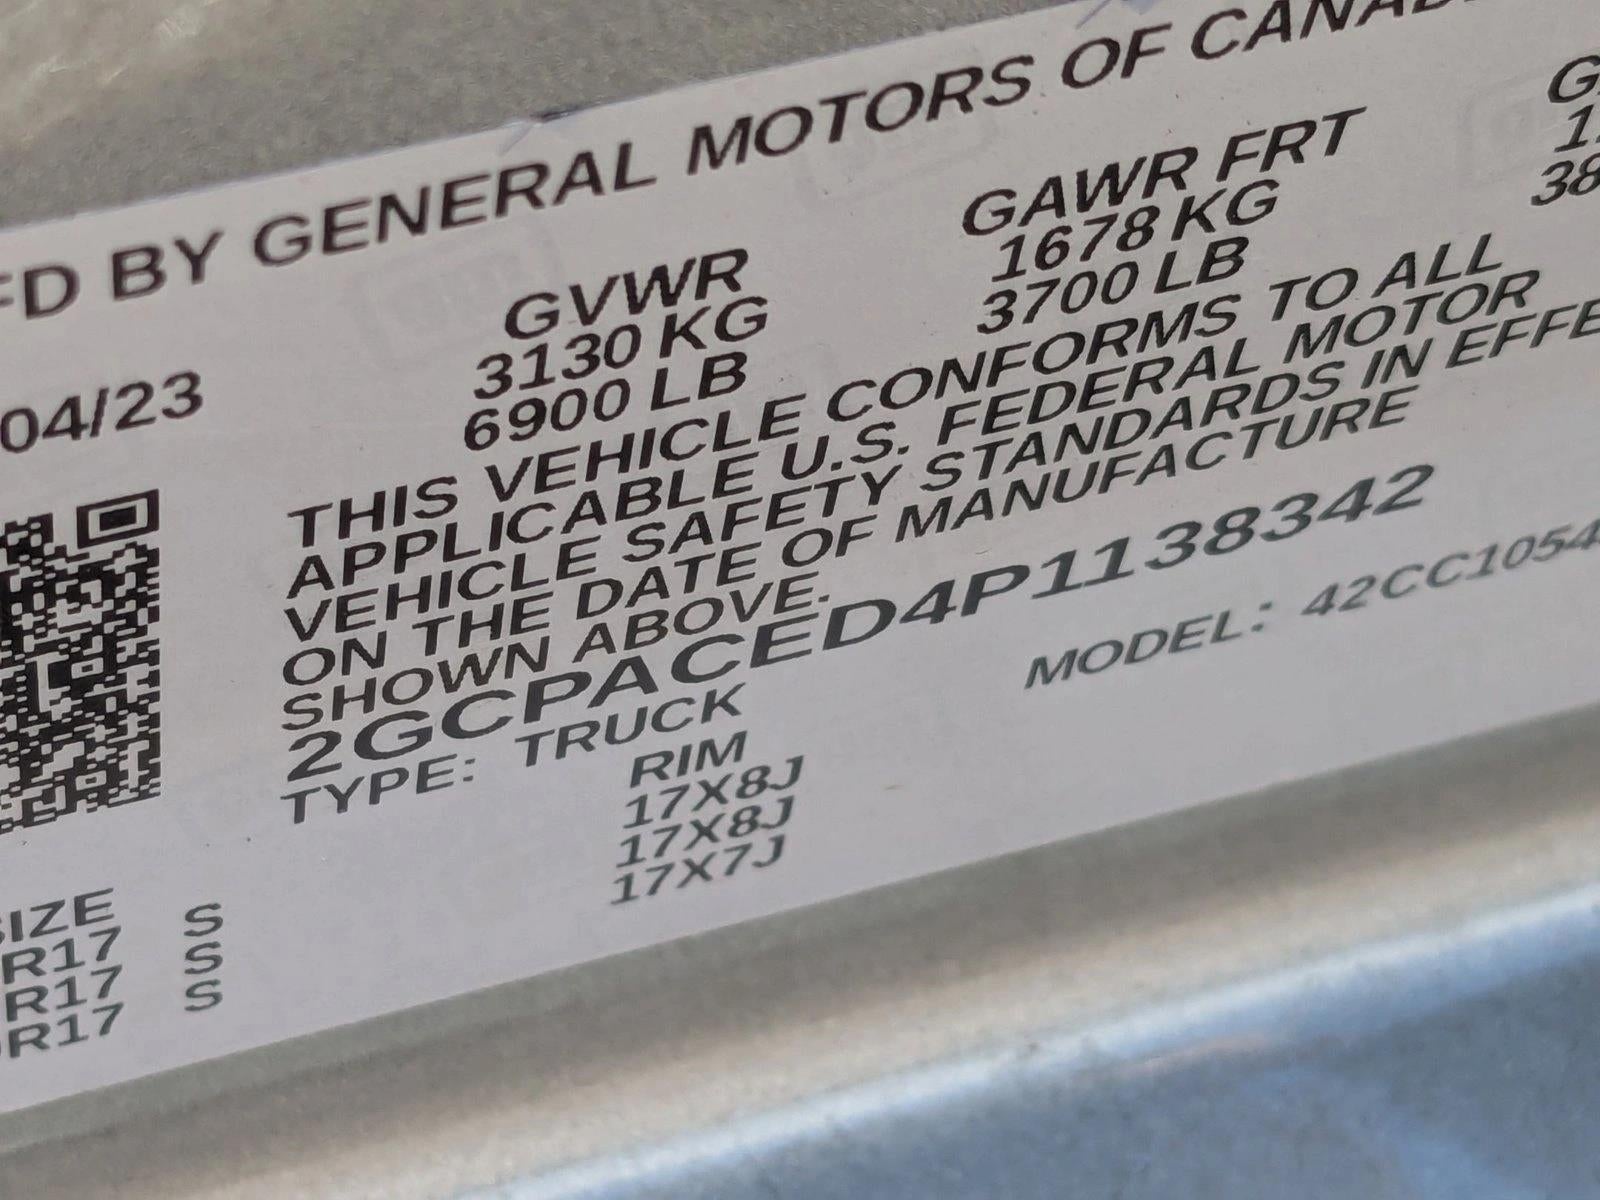 FD BY GENERAL MOTORS OF CANAD
04/23
GVWR
3130 KG
6900 LB
GAWR FRT
1678 KG
3700 LB
THIS VEHICLE CONFORMS TO ALL
APPLICABLE U.S. FEDERAL MOTOR
VEHICLE SAFETY STANDARDS IN EFFE
ON THE DATE OF MANUFACTURE
SHOWN ABOVE.
2GCPACED4P1138342
TYPE: TRUCK
MODEL: 42CC1054
SIZE S
R17 S
R17 S
R17
RIM
17X8J
17X8J
17X7J